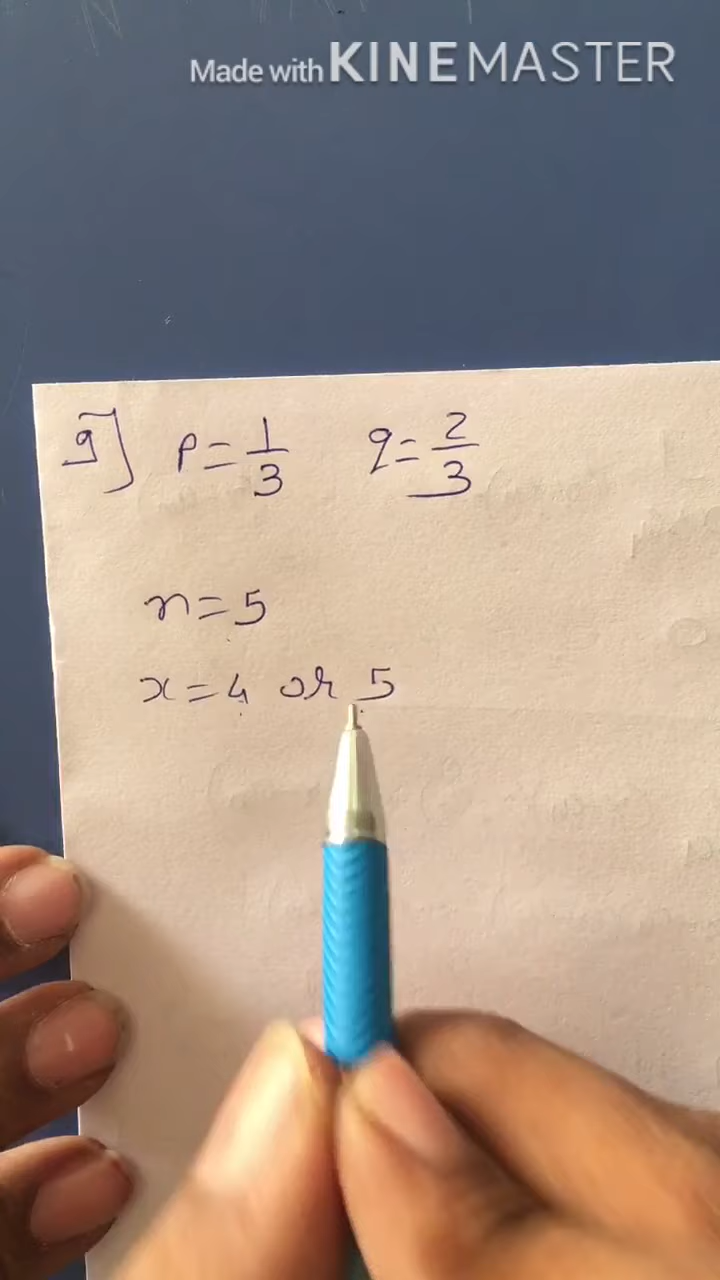 Made with KINEMASTER
9] p = 1/3 q = 2/3
n = 5
x = 4 or 5